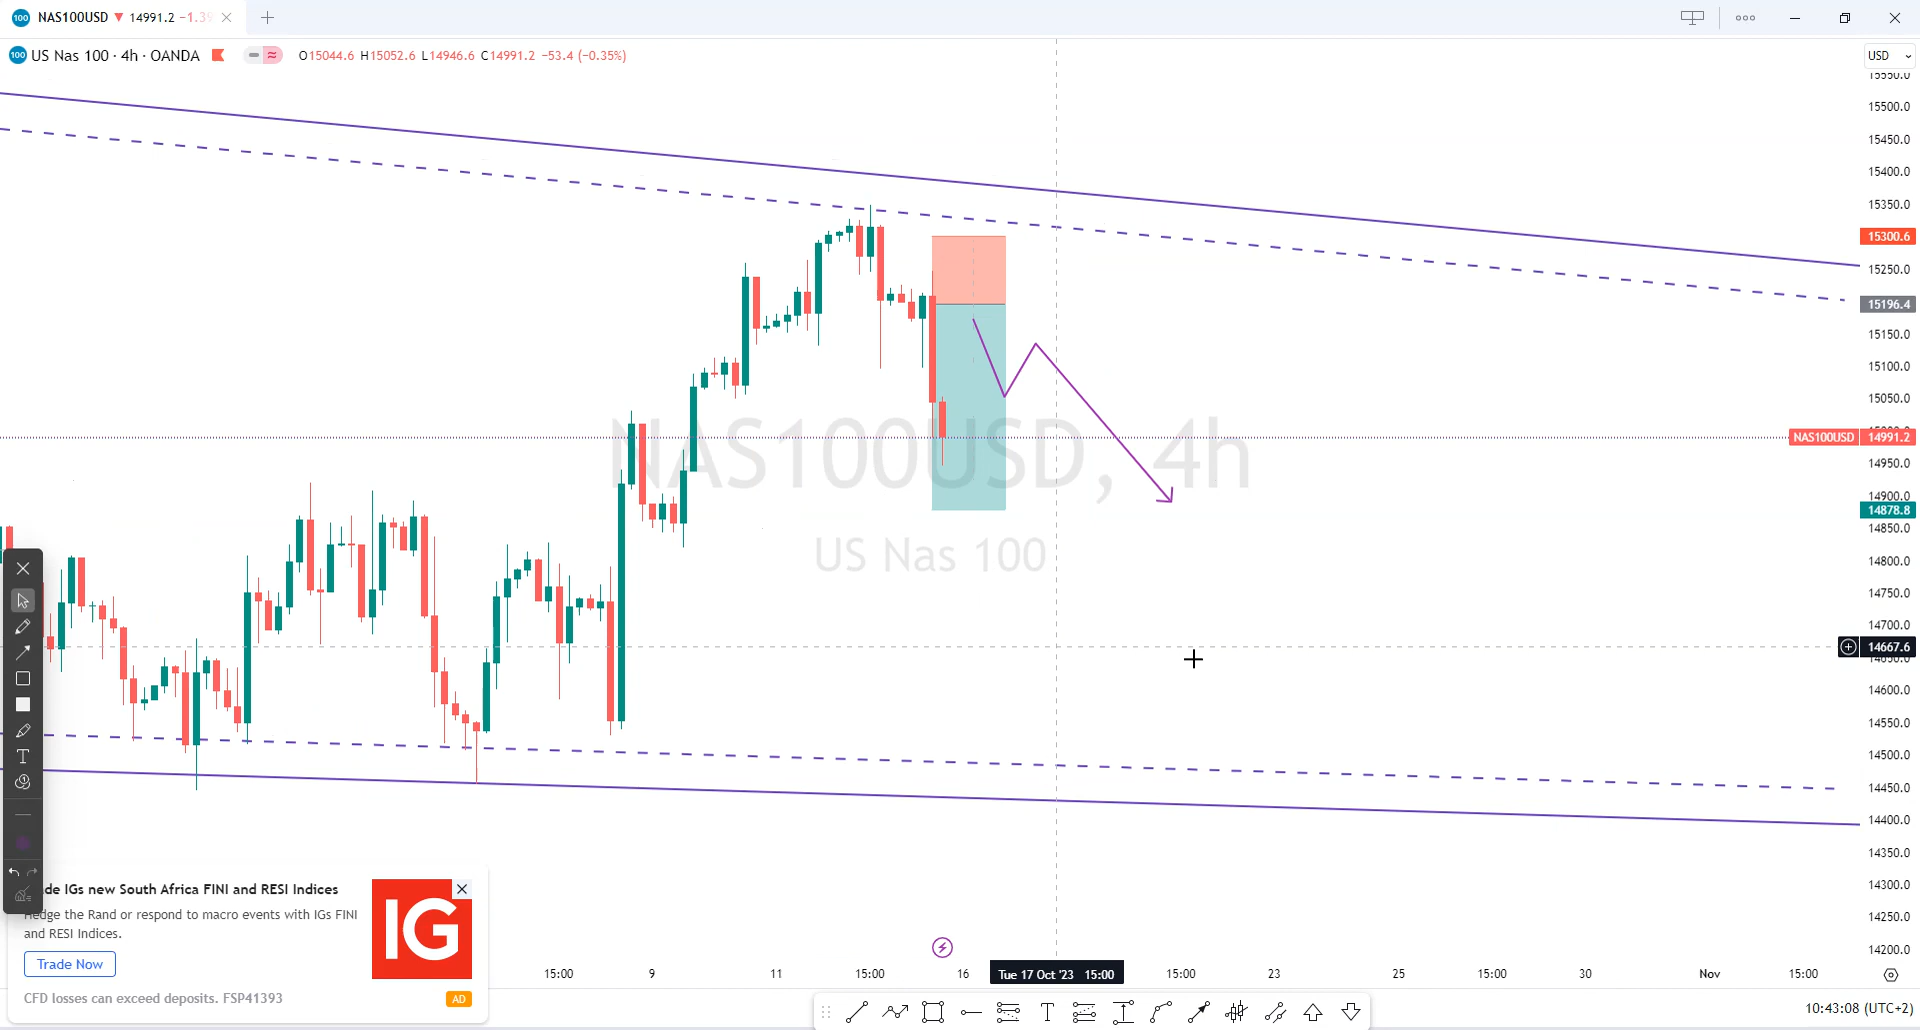 100 NAS100USD ▼ 14991.2 −1.3
100 US Nas 100 · 4h · OANDA O15044.6 H15052.6 L14946.6 C14991.2 −53.4 (−0.35%)
USD
15550.0
15500.0
15450.0
15400.0
15350.0
15300.6
15250.0
15196.4
15150.0
15100.0
15050.0
NAS100USD 14991.2
14950.0
14900.0
14878.8
14850.0
14800.0
14750.0
14700.0
14667.6
14650.0
14600.0
14550.0
14500.0
14450.0
14400.0
14350.0
14300.0
14250.0
14200.0
NAS100USD, 4h
US Nas 100
de IGs new South Africa FINI and RESI Indices
Hedge the Rand or respond to macro events with IGs FINI
and RESI Indices.
Trade Now
CFD losses can exceed deposits. FSP41393
AD
IG
15:00 9 11 15:00 16 Tue 17 Oct '23 15:00 15:00 23 25 15:00 30 Nov 15:00
10:43:08 (UTC+2)